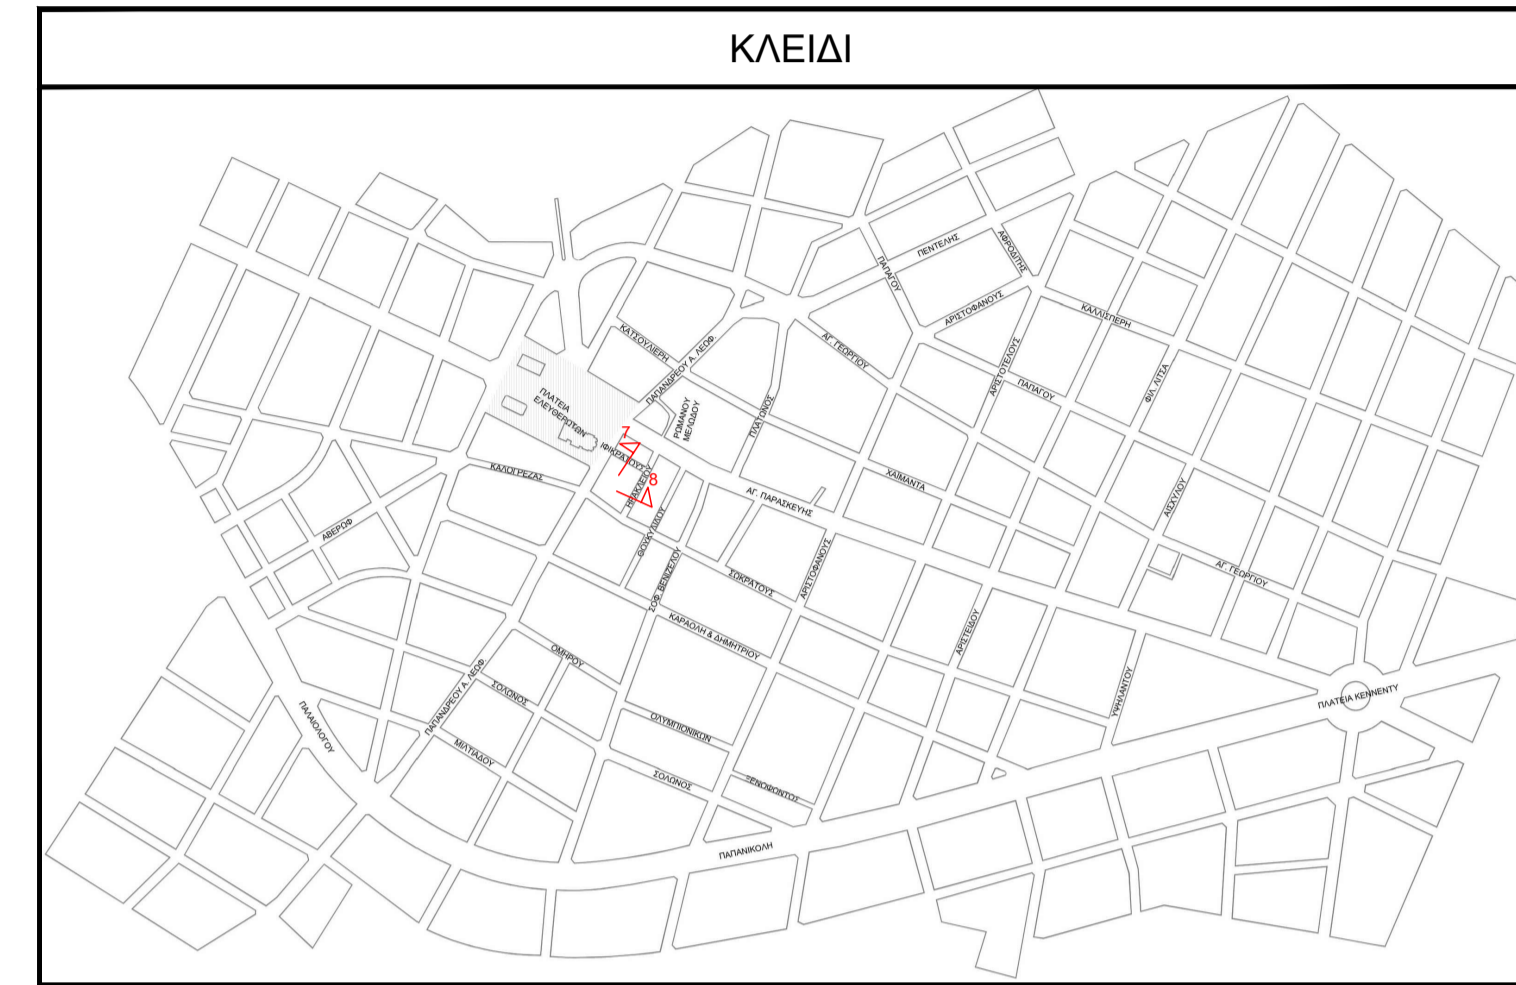 ΚΛΕΙΔΙ
ΠΕΝΤΕΛΗΣ
ΑΦΡΟΔΙΤΗΣ
ΠΑΠΑΓΟΥ
ΑΡΙΣΤΟΦΑΝΟΥΣ
ΚΑΛΛΙΣΠΕΡΗ
ΚΑΤΣΟΥΛΙΕΡΗ
ΠΑΠΑΝΔΡΕΟΥ Α. ΛΕΩΦ.
ΑΓ. ΓΕΩΡΓΙΟΥ
ΑΡΙΣΤΟΤΕΛΟΥΣ
ΠΑΠΑΓΟΥ
ΦΙΛ. ΛΙΤΣΑ
ΠΛΑΤΕΙΑ
ΕΛΕΥΘΕΡΩΤΩΝ
ΡΩΜΑΝΟΥ
ΜΕΛΩΔΟΥ
ΠΛΑΤΩΝΟΣ
7
ΙΦΙΚΡΑΤΟΥΣ
ΚΑΛΟΓΡΕΖΑΣ
ΗΡΑΚΛΕΙΟΥ
8
ΧΑΙΜΑΝΤΑ
ΑΓ. ΠΑΡΑΣΚΕΥΗΣ
ΑΙΣΧΥΛΟΥ
ΑΒΕΡΩΦ
ΘΟΥΚΥΔΙΔΟΥ
ΣΟΦ. ΒΕΝΙΖΕΛΟΥ
ΣΩΚΡΑΤΟΥΣ
ΑΡΙΣΤΟΦΑΝΟΥΣ
ΑΓ. ΓΕΩΡΓΙΟΥ
ΚΑΡΑΟΛΗ & ΔΗΜΗΤΡΙΟΥ
ΑΡΙΣΤΕΙΔΟΥ
ΟΜΗΡΟΥ
ΠΑΠΑΝΔΡΕΟΥ Α. ΛΕΩΦ.
ΣΟΛΩΝΟΣ
ΥΨΗΛΑΝΤΟΥ
ΠΛΑΤΕΙΑ ΚΕΝΝΕΝΤΥ
ΠΑΛΑΙΟΛΟΓΟΥ
ΟΛΥΜΠΙΟΝΙΚΩΝ
ΜΙΛΤΙΑΔΟΥ
ΣΟΛΩΝΟΣ
ΞΕΝΟΦΩΝΤΟΣ
ΠΑΠΑΝΙΚΟΛΗ